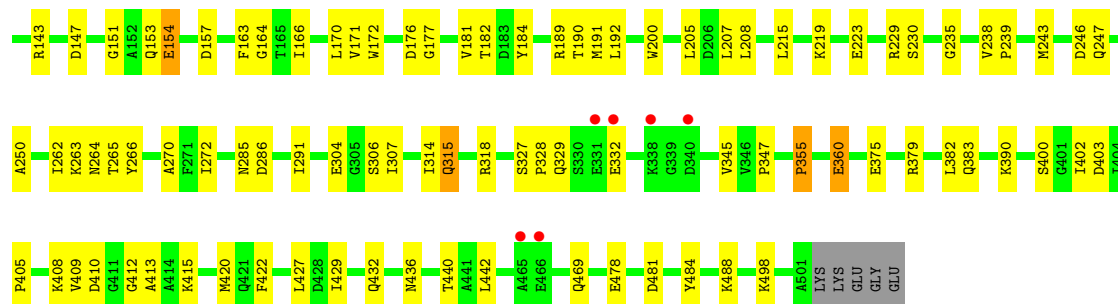 R143 D147 G151 A152 Q153 E154 D157 F163 G164 T165 I166 L170 V171 W172 D176 G177 V181 T182 D183 Y184 R189 T190 M191 L192 W200 L205 D206 L207 L208 L215 K219 E223 R229 S230 G235 V238 P239 M243 D246 Q247
A250 I262 K263 N264 T265 Y266 A270 F271 I272 N285 D286 I291 E304 G305 S306 I307 I314 Q315 R318 S327 P328 Q329 S330 E331 E332 K338 G339 D340 V345 V346 P347 P355 E360 E375 R379 L382 Q383 K390 S400 G401 I402 D403
P405 K408 V409 D410 G411 G412 A413 A414 K415 M420 Q421 F422 L427 D428 I429 Q432 N436 T440 A441 L442 A465 E466 Q469 E478 D481 Y484 K488 K498 A501 LYS LYS GLU GLY GLU